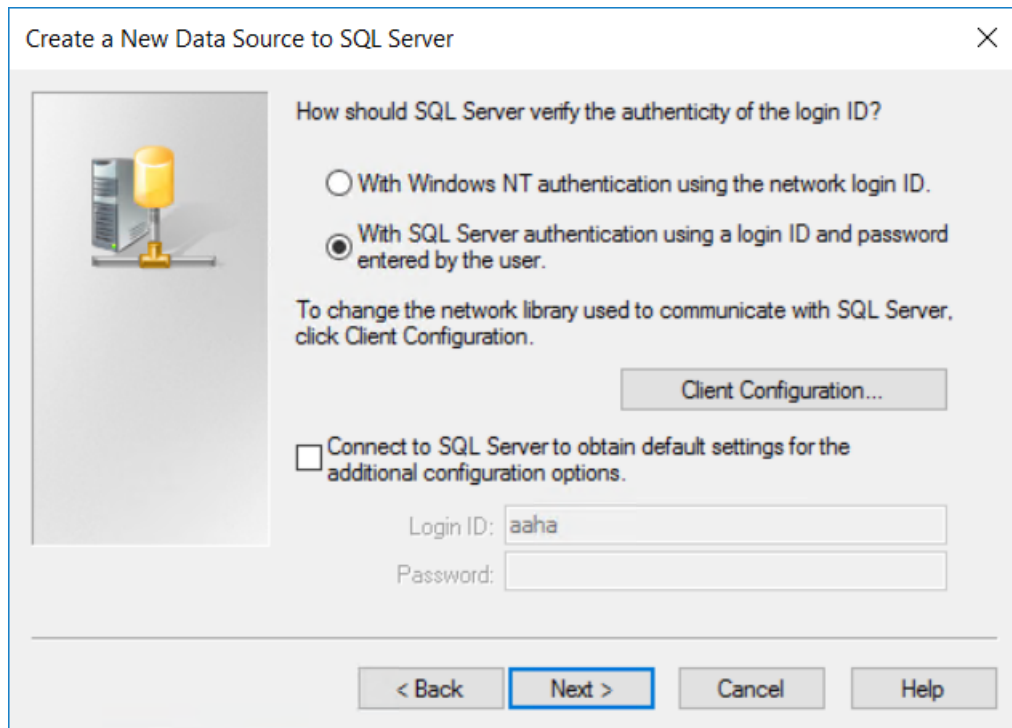 Create a New Data Source to SQL Server
How should SQL Server verify the authenticity of the login ID?
With Windows NT authentication using the network login ID.
With SQL Server authentication using a login ID and password
entered by the user.
To change the network library used to communicate with SQL Server,
click Client Configuration.
Client Configuration...
Connect to SQL Server to obtain default settings for the
additional configuration options.
Login ID: aaha
Password:
< Back Next > Cancel Help